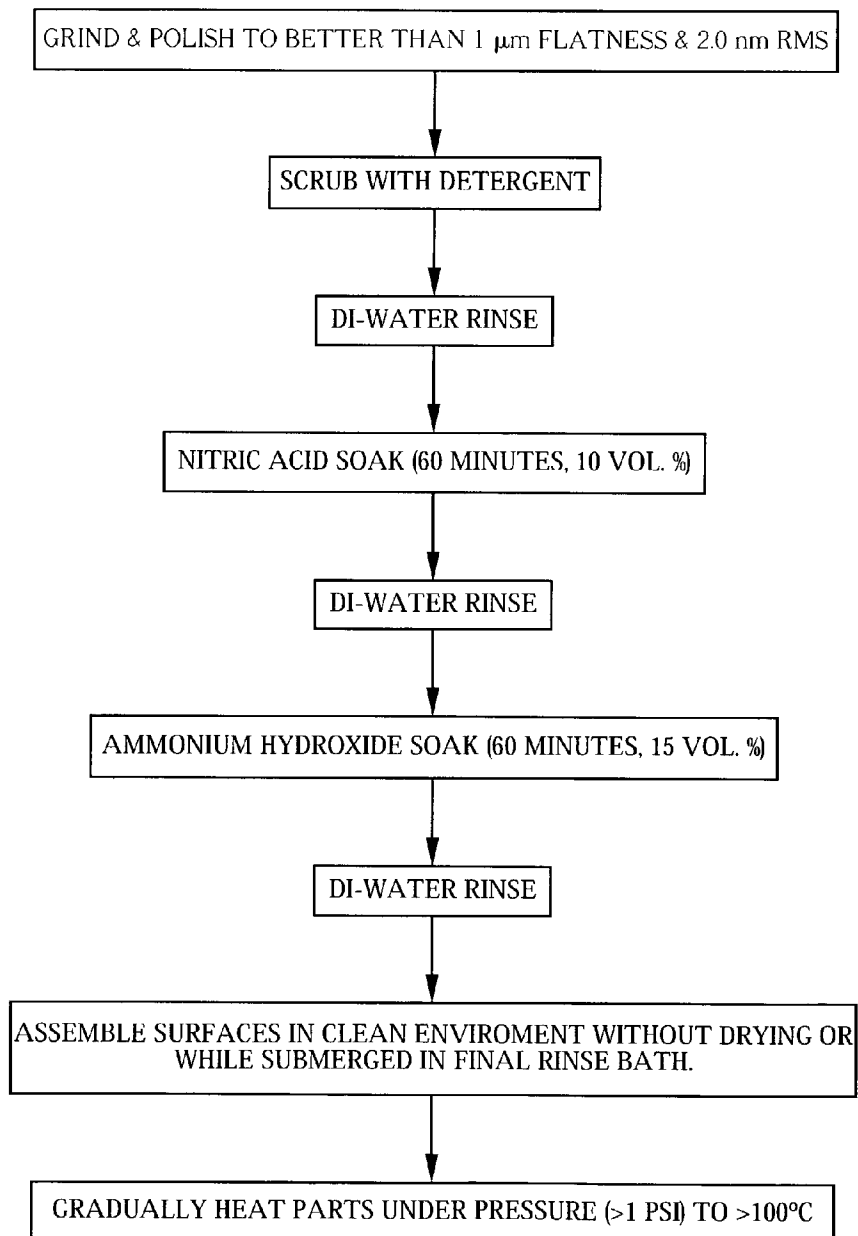 GRIND & POLISH TO BETTER THAN 1 µm FLATNESS & 2.0 nm RMS
SCRUB WITH DETERGENT
DI-WATER RINSE
NITRIC ACID SOAK (60 MINUTES, 10 VOL. %)
DI-WATER RINSE
AMMONIUM HYDROXIDE SOAK (60 MINUTES, 15 VOL. %)
DI-WATER RINSE
ASSEMBLE SURFACES IN CLEAN ENVIROMENT WITHOUT DRYING OR
WHILE SUBMERGED IN FINAL RINSE BATH.
GRADUALLY HEAT PARTS UNDER PRESSURE (>1 PSI) TO >100°C